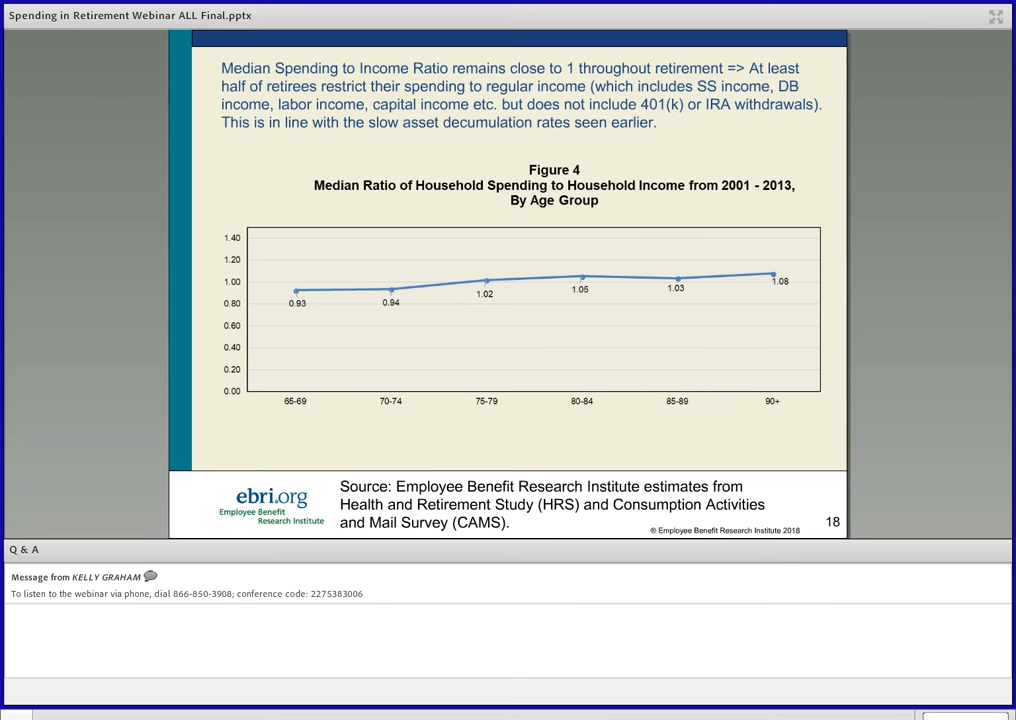 Spending in Retirement Webinar ALL Final.pptx
Median Spending to Income Ratio remains close to 1 throughout retirement => At least
half of retirees restrict their spending to regular income (which includes SS income, DB
income, labor income, capital income etc. but does not include 401(k) or IRA withdrawals).
This is in line with the slow asset decumulation rates seen earlier.
Figure 4
Median Ratio of Household Spending to Household Income from 2001 - 2013,
By Age Group
1.40
1.20
1.00
0.80
0.60
0.40
0.20
0.00
0.93
0.94
1.02
1.05
1.03
1.08
65-69
70-74
75-79
80-84
85-89
90+
ebri.org
Employee Benefit
Research Institute
Source: Employee Benefit Research Institute estimates from
Health and Retirement Study (HRS) and Consumption Activities
and Mail Survey (CAMS).
® Employee Benefit Research Institute 2018
18
Q & A
Message from KELLY GRAHAM
To listen to the webinar via phone, dial 866-850-3908; conference code: 2275383006